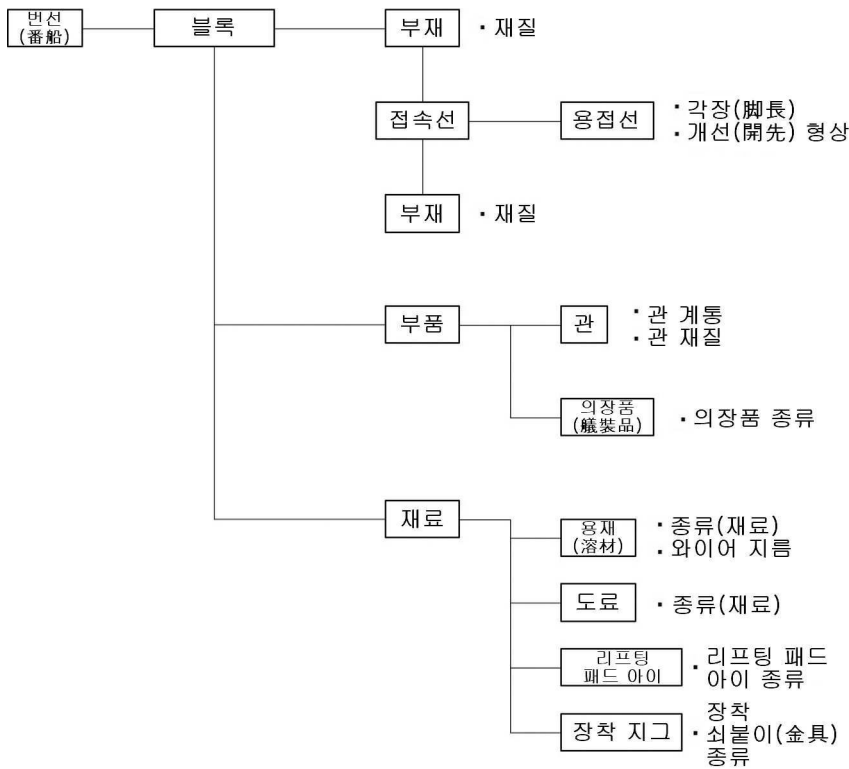 번선
(番船)
블록
부재
· 재질
접속선
용접선
· 각장(脚長)
· 개선(開先) 형상
부재
· 재질
부품
관
· 관 계통
· 관 재질
의장품
(艤裝品)
· 의장품 종류
재료
용재
(溶材)
· 종류(재료)
· 와이어 지름
도료
· 종류(재료)
리프팅
패드 아이
· 리프팅 패드
아이 종류
장착 지그
장착
· 쇠붙이(金具)
종류